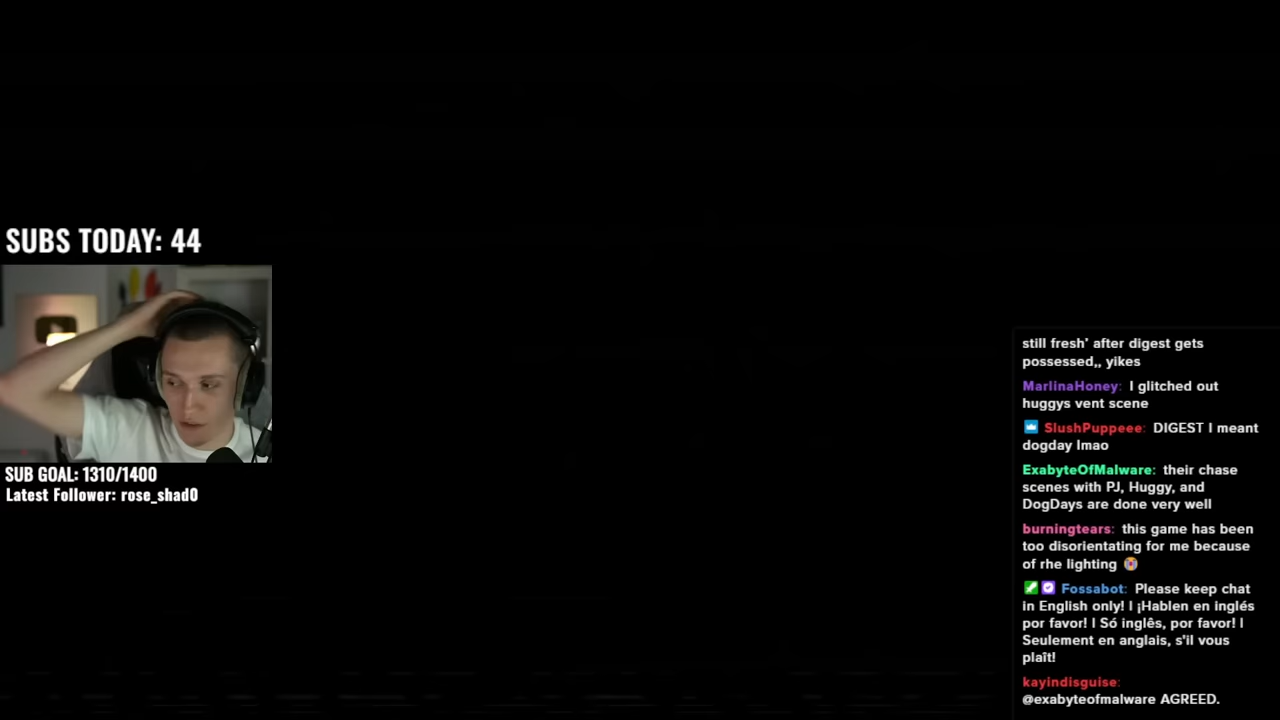 SUBS TODAY: 44
SUB GOAL: 1310/1400
Latest Follower: rose_shad0
still fresh' after digest gets
possessed,, yikes
MarlinaHoney: I glitched out
huggys vent scene
SlushPuppeee: DIGEST I meant
dogday lmao
ExabyteOfMalware: their chase
scenes with PJ, Huggy, and
DogDays are done very well
burningtears: this game has been
too disorientating for me because
of rhe lighting
Fossabot: Please keep chat
in English only! | ¡Hablen en inglés
por favor! | Só inglês, por favor! |
Seulement en anglais, s'il vous
plaît!
kayindisguise:
@exabyteofmalware AGREED.